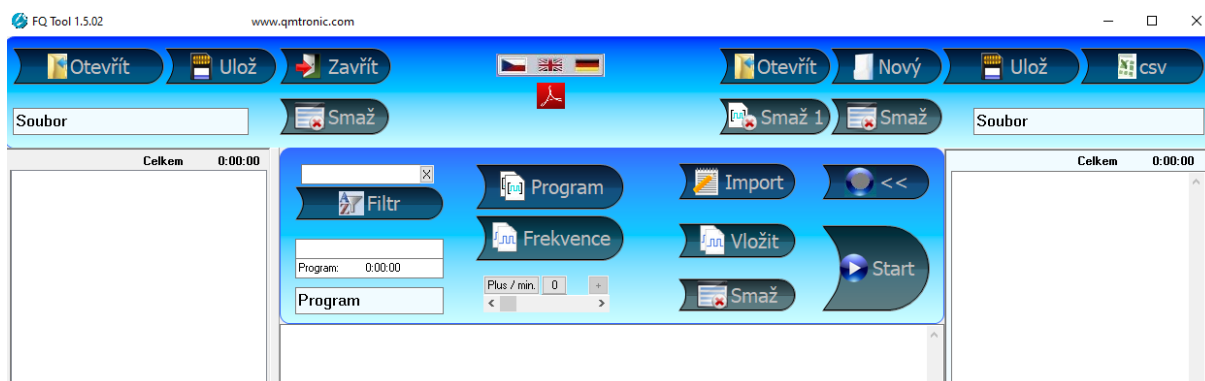 FQ Tool 1.5.02 www.qmtronic.com
Otevřít Ulož Zavřít Otevřít Nový Ulož csv
Smaž Smaž 1 Smaž
Soubor Soubor
Celkem 0:00:00 Celkem 0:00:00
X
Program Import <<
Filtr
Frekvence Vložit
Program: 0:00:00 Start
Plus / min. 0 +
Program Smaž
< >